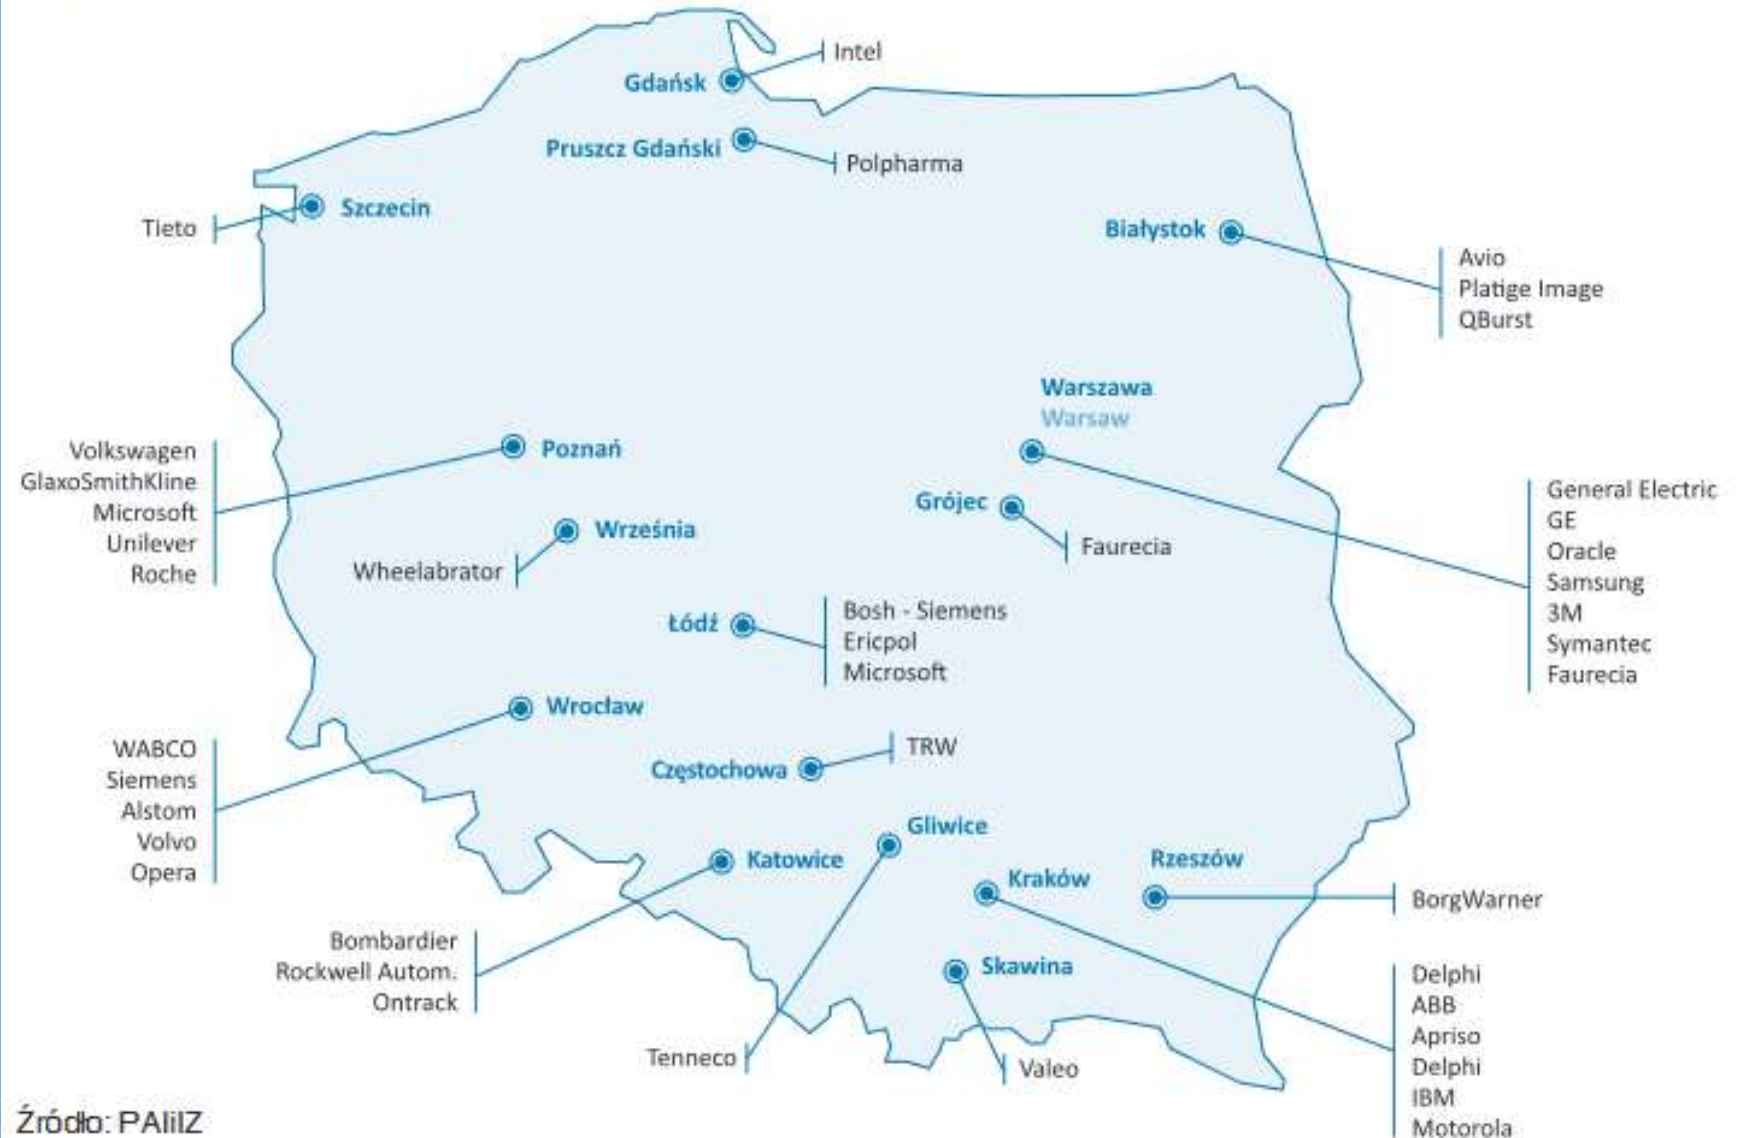 Intel
Gdańsk
Pruszcz Gdański
Polpharma
Szczecin
Tieto
Białystok
Avio
Platige Image
QBurst
Warszawa
Warsaw
Volkswagen
GlaxoSmithKline
Microsoft
Unilever
Roche
Poznań
General Electric
GE
Oracle
Samsung
3M
Symantec
Faurecia
Grójec
Faurecia
Września
Wheelabrator
Łódź
Bosh - Siemens
Ericpol
Microsoft
Wrocław
WABCO
Siemens
Alstom
Volvo
Opera
TRW
Częstochowa
Gliwice
Katowice
Kraków
Rzeszów
BorgWarner
Bombardier
Rockwell Autom.
Ontrack
Skawina
Delphi
ABB
Apriso
Delphi
IBM
Motorola
Tenneco
Valeo
Źródło: PAIiIZ